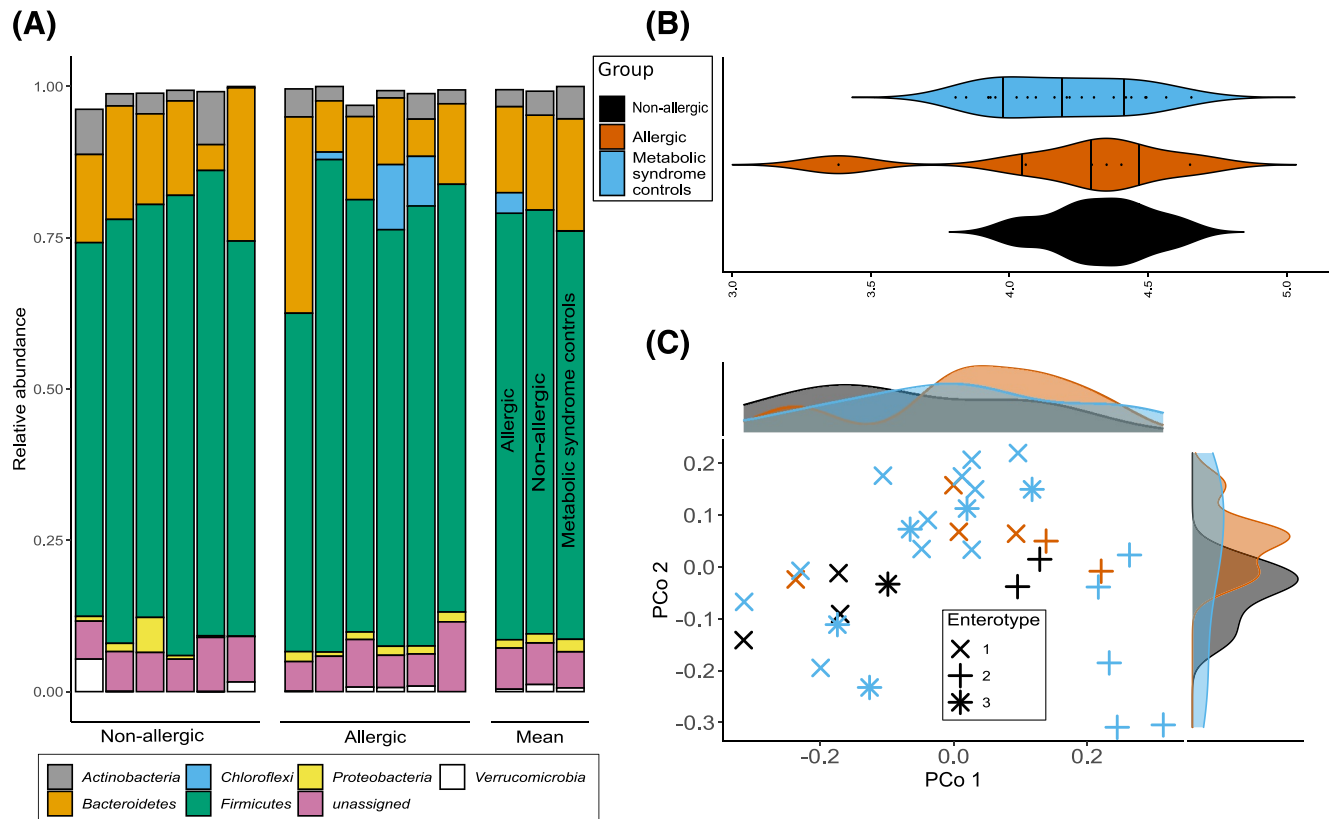 (A)
Relative abundance
1.00
0.75
0.50
0.25
0.00
Allergic
Non-allergic
Metabolic syndrome controls
Non-allergic
Allergic
Mean
Actinobacteria
Chloroflexi
Proteobacteria
Verrucomicrobia
Bacteroidetes
Firmicutes
unassigned
Group
Non-allergic
Allergic
Metabolic
syndrome
controls
(B)
3.0
3.5
4.0
4.5
5.0
(C)
PCo 2
0.2
0.1
0.0
-0.1
-0.2
-0.3
Enterotype
1
2
3
-0.2
0.0
0.2
PCo 1